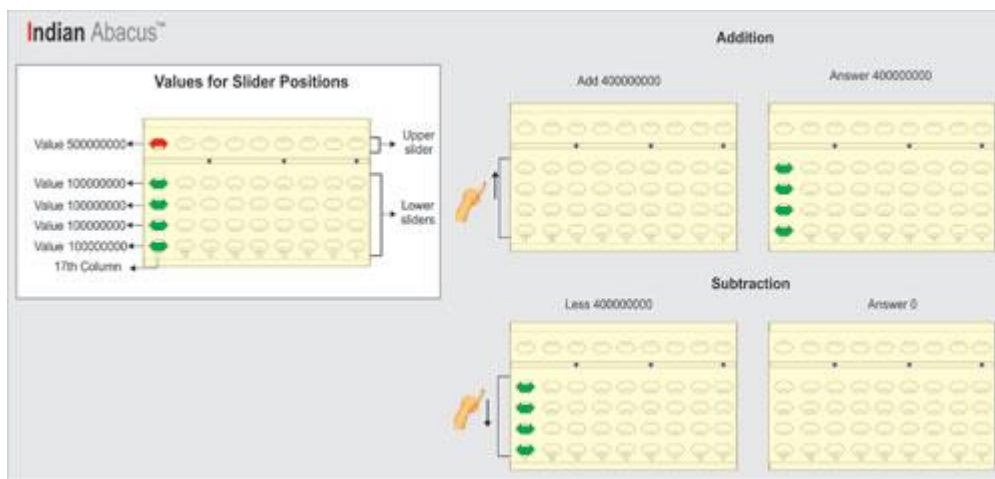 Indian Abacus™
Values for Slider Positions
Value 500000000
Upper
slider
Value 100000000
Value 100000000
Value 100000000
Value 100000000
Lower
sliders
17th Column
Addition
Add 400000000
Answer 400000000
Subtraction
Less 400000000
Answer 0